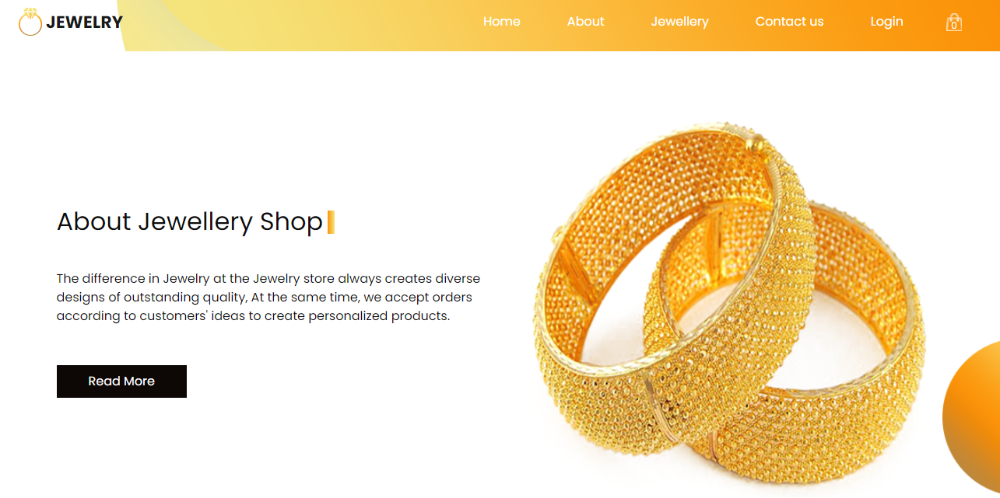 JEWELRY
Home
About
Jewellery
Contact us
Login
0
About Jewellery Shop
The difference in Jewelry at the Jewelry store always creates diverse
designs of outstanding quality, At the same time, we accept orders
according to customers' ideas to create personalized products.
Read More